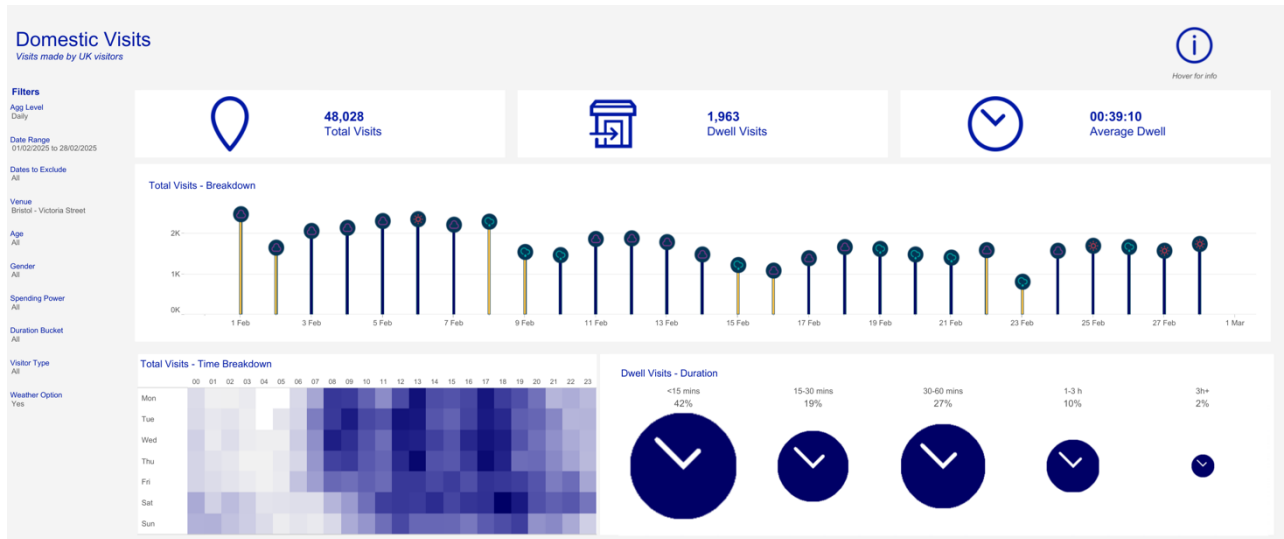 Domestic Visits
Visits made by UK visitors
Hover for info
Filters
Agg Level
Daily
Date Range
01/02/2025 to 28/02/2025
Dates to Exclude
All
Venue
Bristol - Victoria Street
Age
All
Gender
All
Spending Power
All
Duration Bucket
All
Visitor Type
All
Weather Option
Yes
48,028
Total Visits
1,963
Dwell Visits
00:39:10
Average Dwell
Total Visits - Breakdown
2K
1K
0K
1 Feb 3 Feb 5 Feb 7 Feb 9 Feb 11 Feb 13 Feb 15 Feb 17 Feb 19 Feb 21 Feb 23 Feb 25 Feb 27 Feb 1 Mar
Total Visits - Time Breakdown
00 01 02 03 04 05 06 07 08 09 10 11 12 13 14 15 16 17 18 19 20 21 22 23
Mon
Tue
Wed
Thu
Fri
Sat
Sun
Dwell Visits - Duration
<15 mins 15-30 mins 30-60 mins 1-3 h 3h+
42% 19% 27% 10% 2%